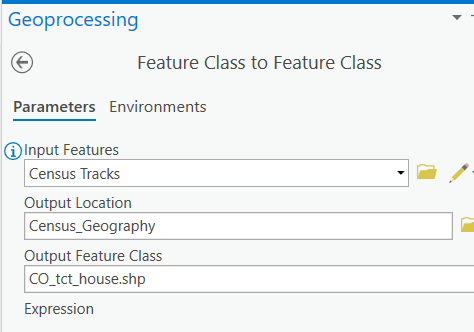 Geoprocessing
Feature Class to Feature Class
Parameters Environments
Input Features
Census Tracks
Output Location
Census_Geography
Output Feature Class
CO_tct_house.shp
Expression